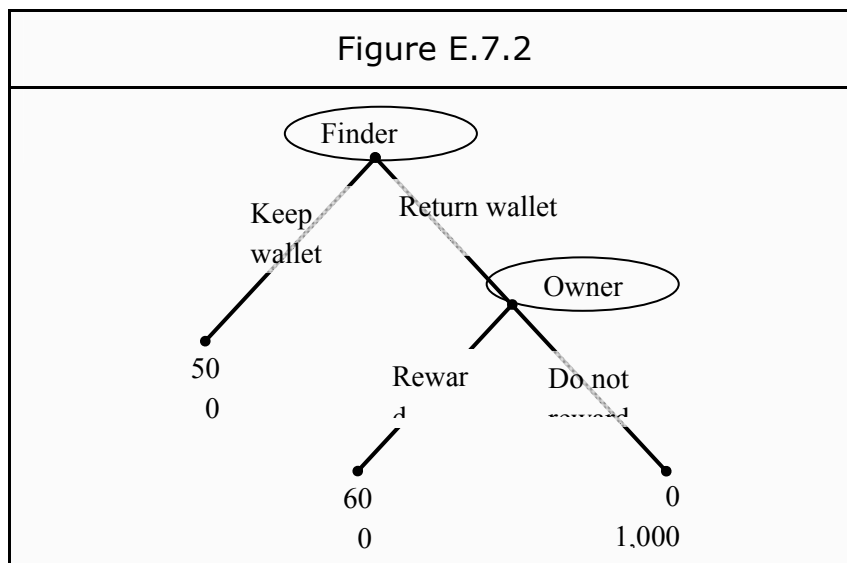 Figure E.7.2
Finder
Keep
wallet
Return wallet
Owner
50
0
Rewar
d
Do not
reward
60
0
0
1,000